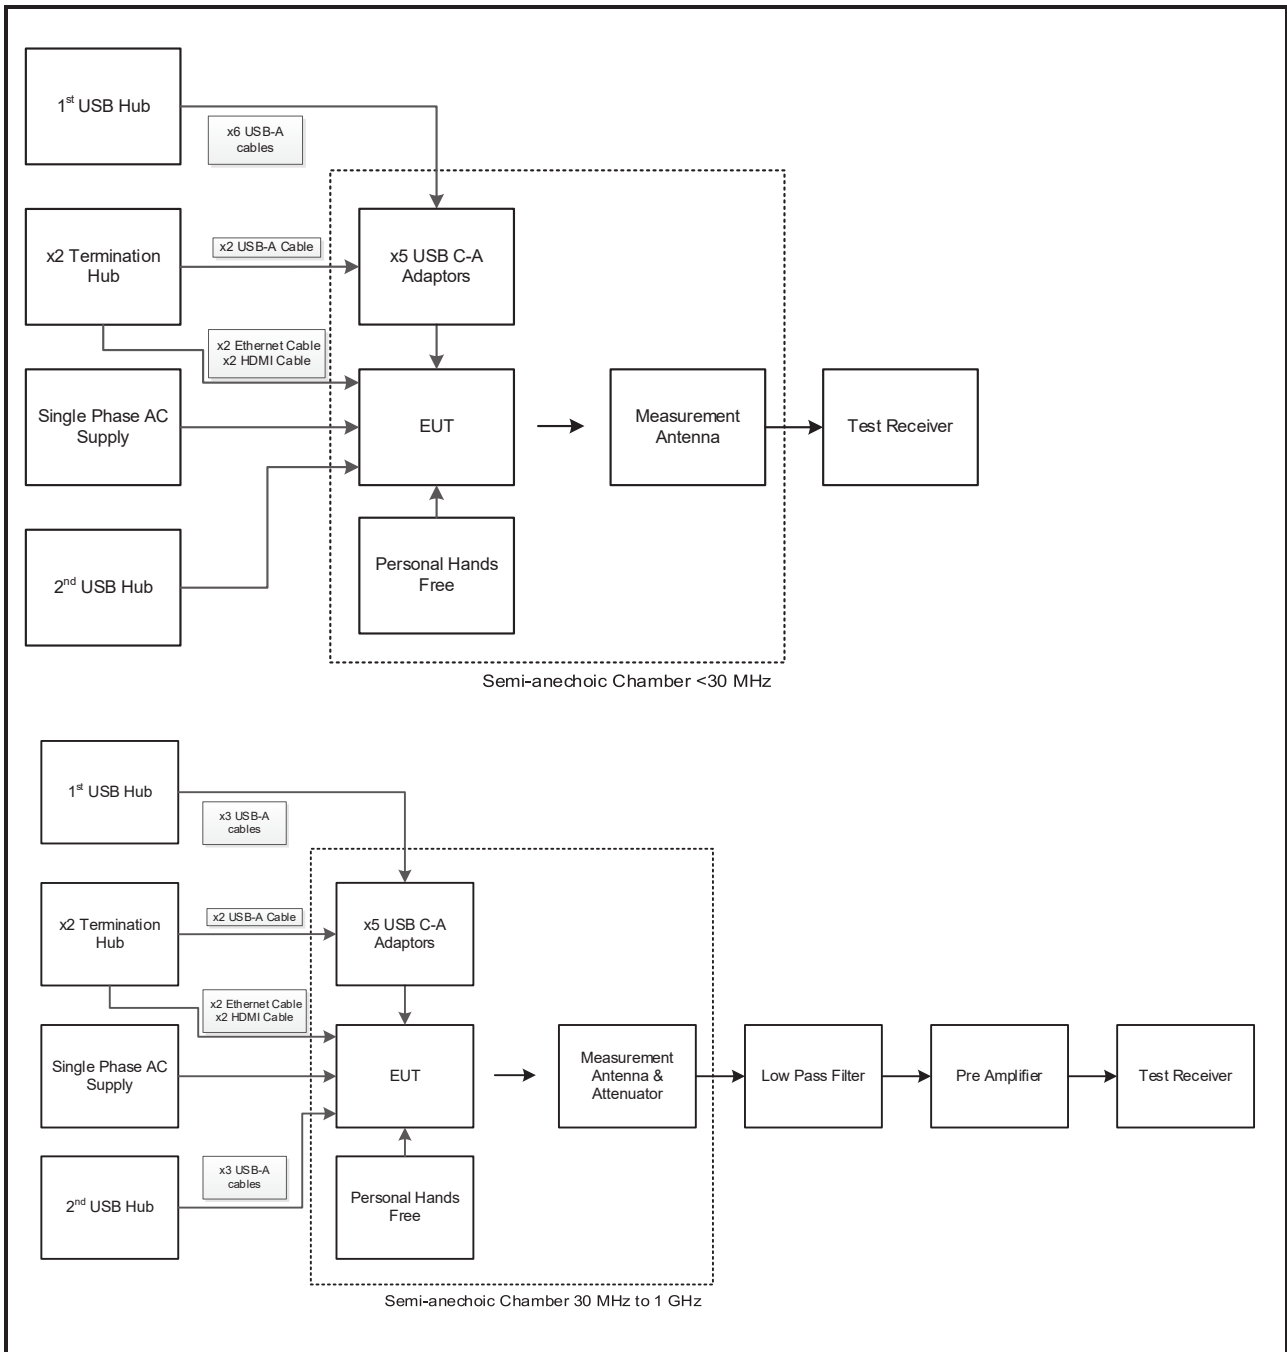 1st USB Hub
x6 USB-A
cables
x2 Termination
Hub
x2 USB-A Cable
x5 USB C-A
Adaptors
x2 Ethernet Cable
x2 HDMI Cable
Single Phase AC
Supply
EUT
Measurement
Antenna
Test Receiver
2nd USB Hub
Personal Hands
Free
Semi-anechoic Chamber <30 MHz
1st USB Hub
x3 USB-A
cables
x2 Termination
Hub
x2 USB-A Cable
x5 USB C-A
Adaptors
x2 Ethernet Cable
x2 HDMI Cable
Single Phase AC
Supply
EUT
Measurement
Antenna &
Attenuator
Low Pass Filter
Pre Amplifier
Test Receiver
2nd USB Hub
x3 USB-A
cables
Personal Hands
Free
Semi-anechoic Chamber 30 MHz to 1 GHz